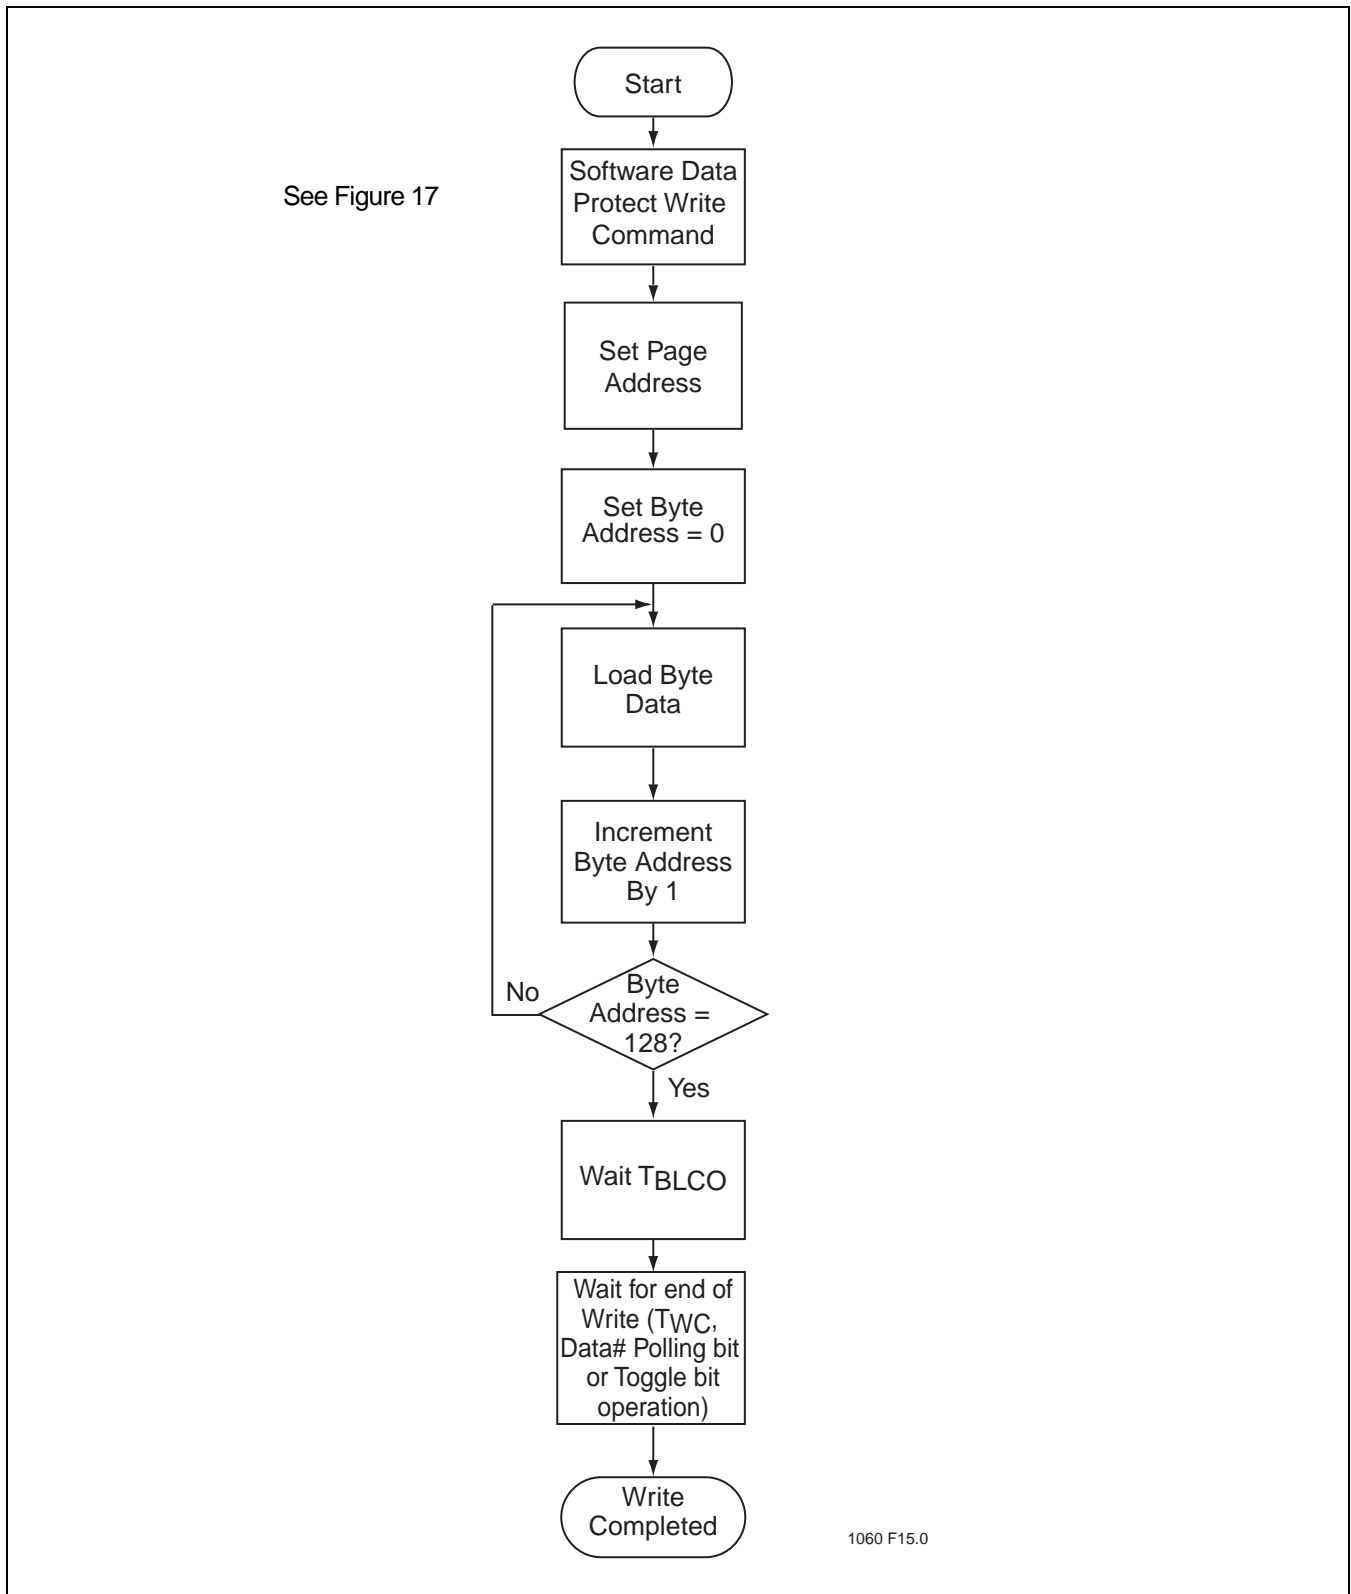 Start
See Figure 17
Software Data
Protect Write
Command
Set Page
Address
Set Byte
Address = 0
Load Byte
Data
Increment
Byte Address
By 1
Byte
Address =
128?
No
Yes
Wait TBLCO
Wait for end of
Write (TWC,
Data# Polling bit
or Toggle bit
operation)
Write
Completed
1060 F15.0